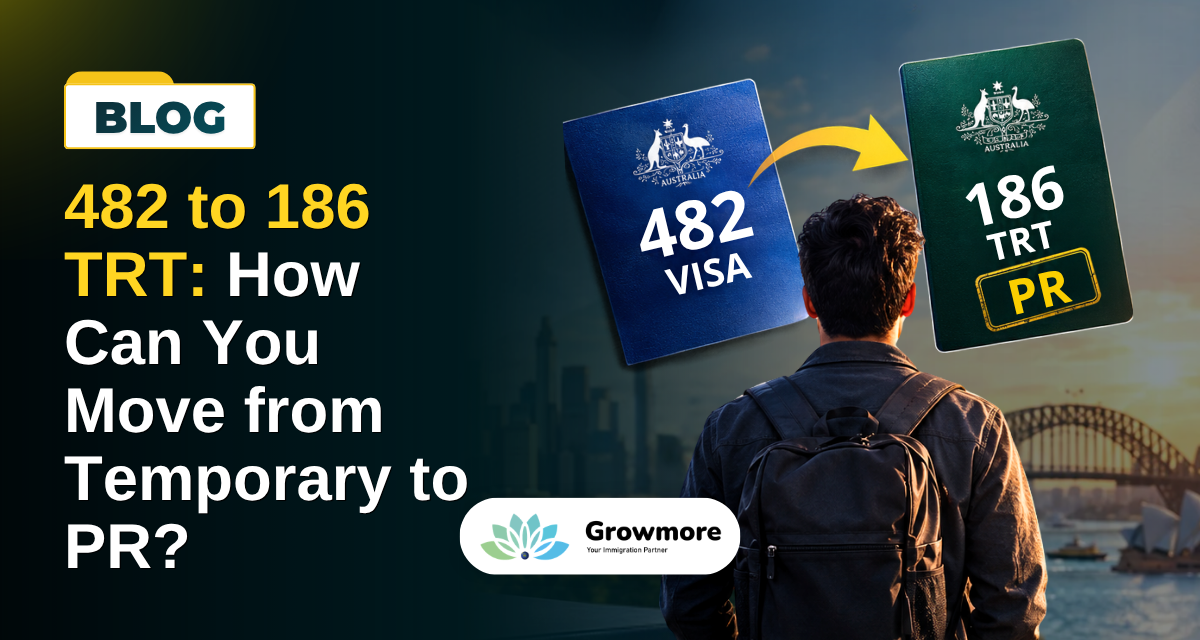 BLOG
482 to 186
TRT: How
Can You
Move from
Temporary to
PR?
AUSTRALIA
482
VISA
AUSTRALIA
186
TRT
PR
Growmore
Your Immigration Partner